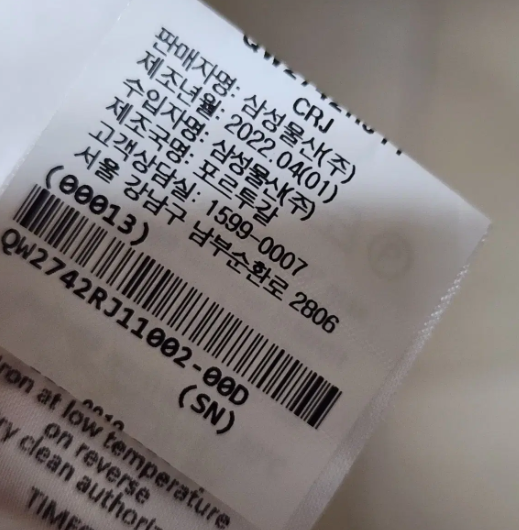 CRJ
판매자명: 삼성물산(주)
제조년월: 2022.04(01)
수입자명: 삼성물산(주)
제조국명: 포르투갈
고객상담실: 1599-0007
서울 강남구 남부순환로 2806
(00013)
QW2742RJ11002-00D
(SN)
Iron at low temperature
on reverse